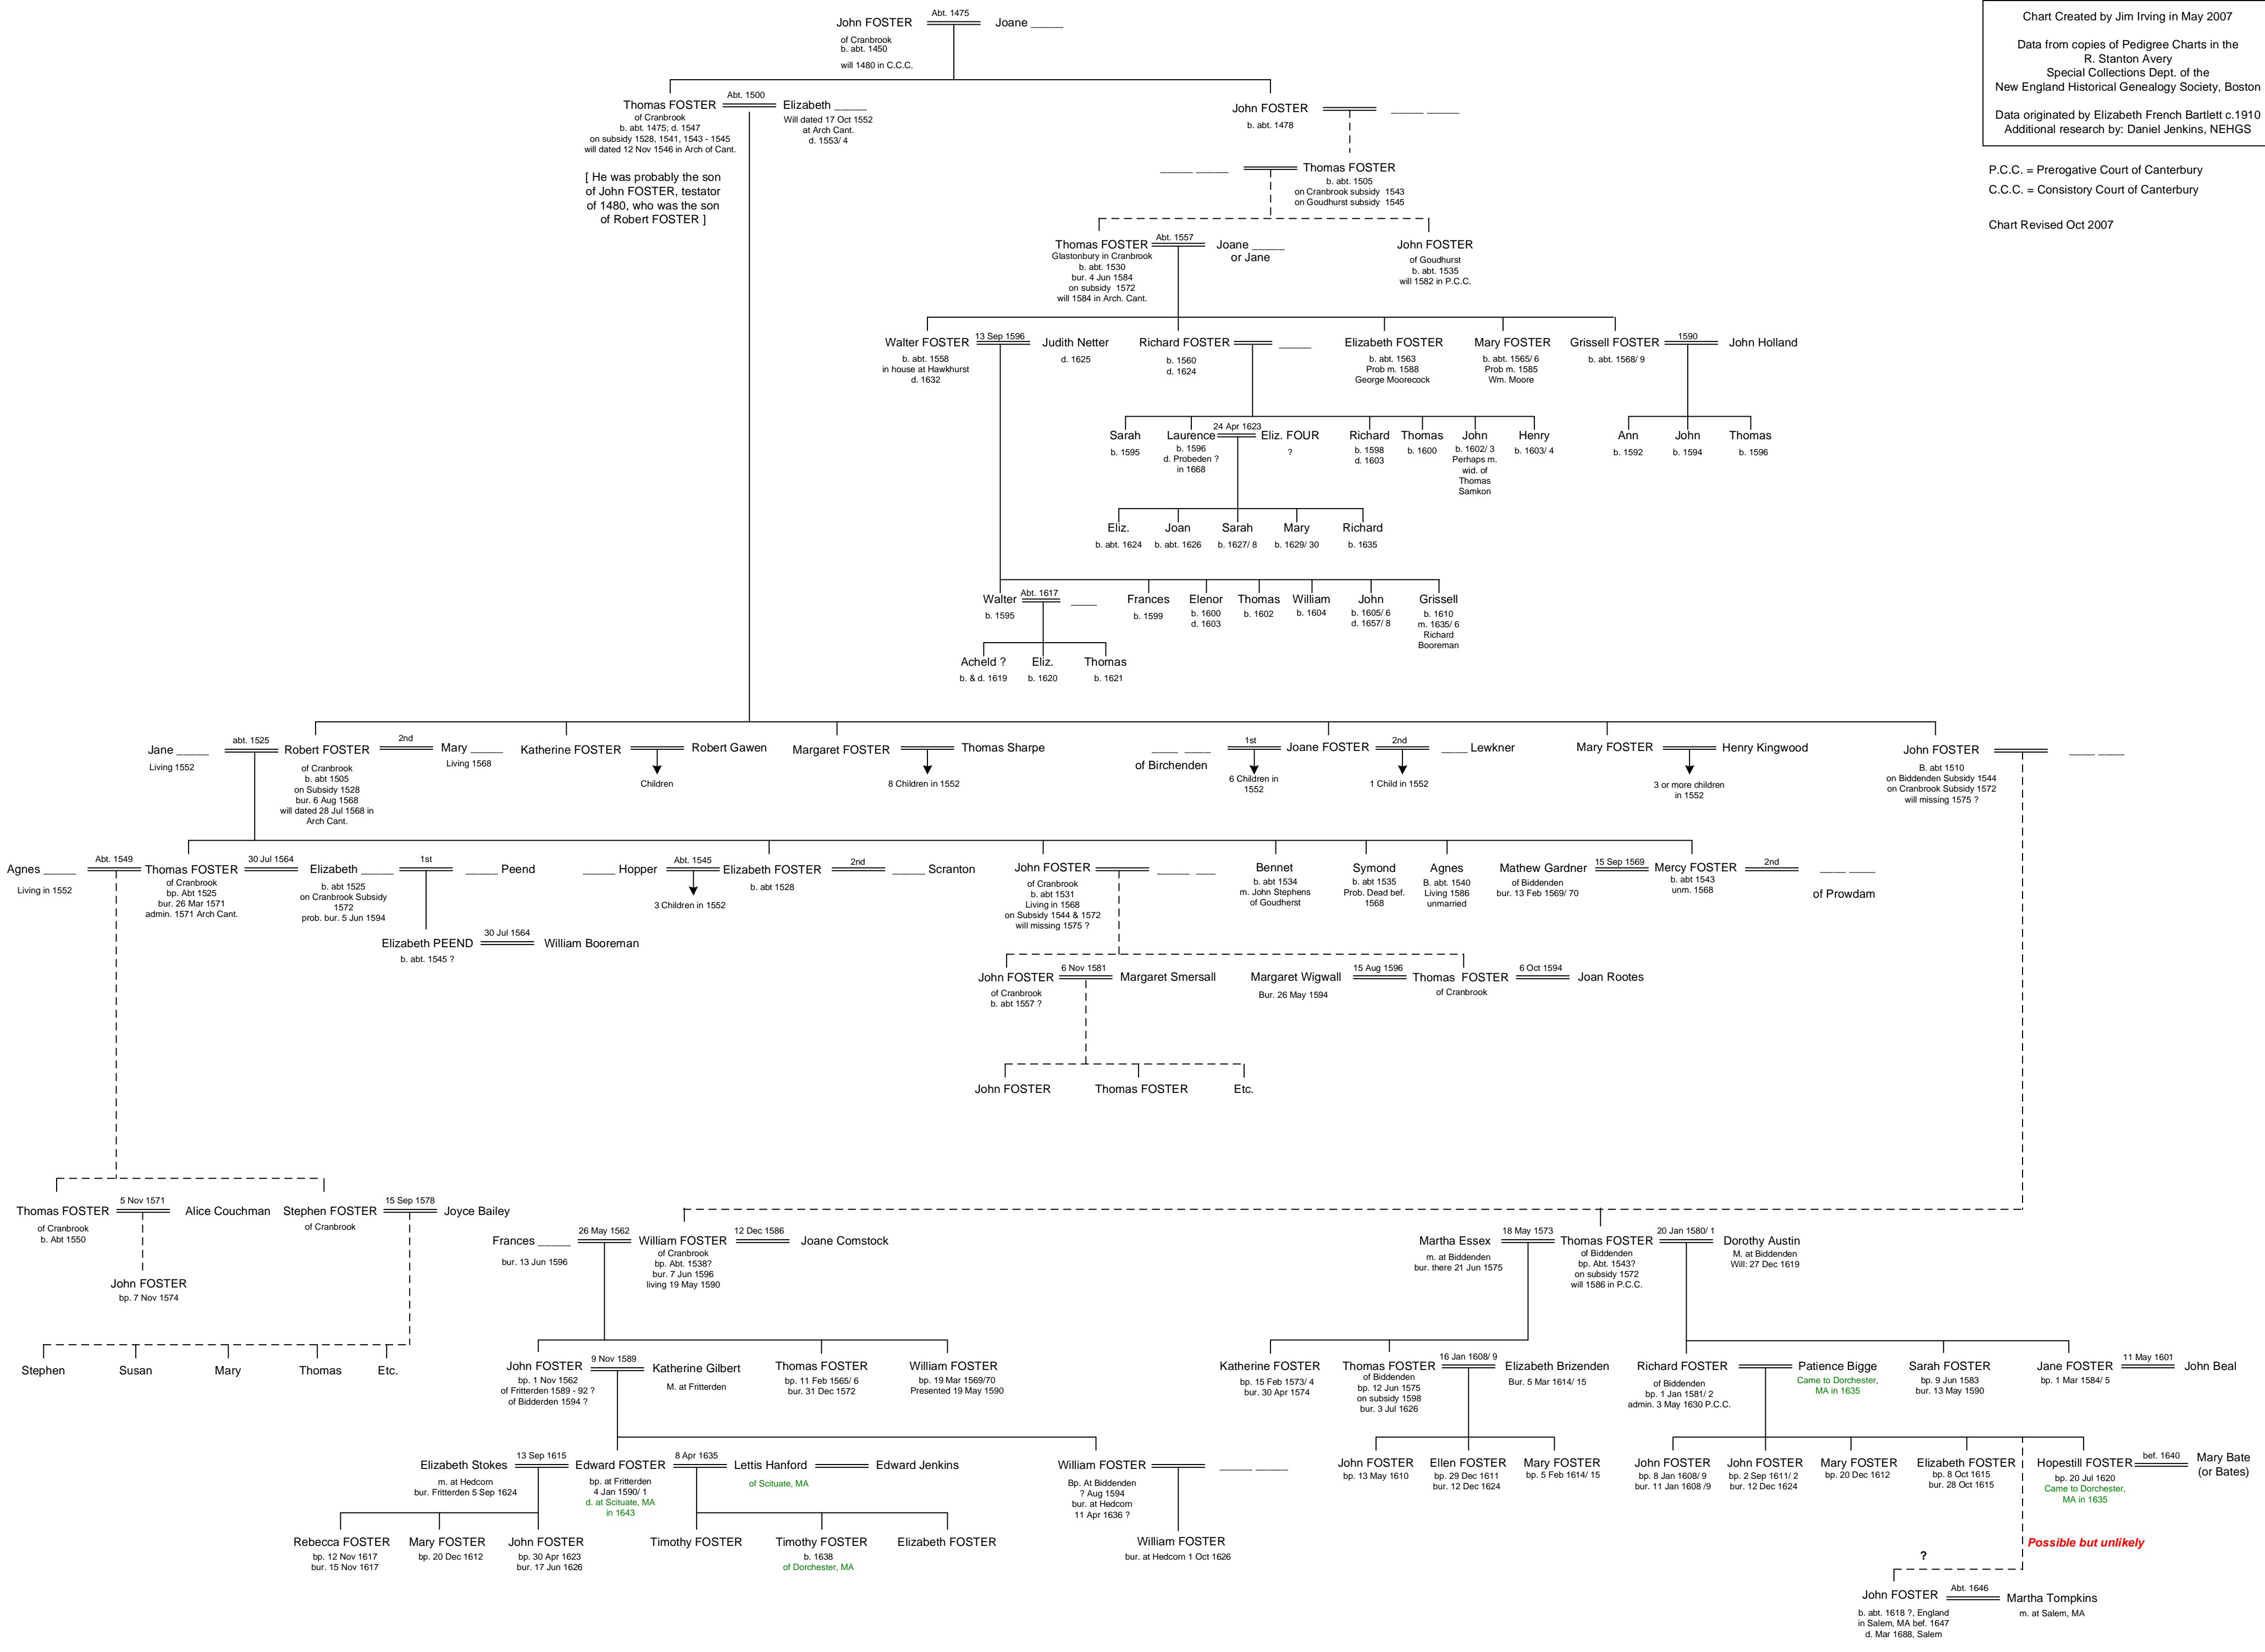 Chart Created by Jim Irving in May 2007
Data from copies of Pedigree Charts in the
R. Stanton Avery
Special Collections Dept. of the
New England Historical Genealogy Society, Boston
Data originated by Elizabeth French Bartlett c.1910
Additional research by: Daniel Jenkins, NEHGS
P.C.C. = Prerogative Court of Canterbury
C.C.C. = Consistory Court of Canterbury
Chart Revised Oct 2007
John FOSTER
of Cranbrook
b. abt. 1450
will 1480 in C.C.C.
Abt. 1475
Joane _____
Thomas FOSTER
of Cranbrook
b. abt. 1475; d. 1547
on subsidy 1528, 1541, 1543 - 1545
will dated 12 Nov 1546 in Arch of Cant.
[ He was probably the son
of John FOSTER, testator
of 1480, who was the son
of Robert FOSTER ]
Abt. 1500
Elizabeth _____
Will dated 17 Oct 1552
at Arch Cant.
d. 1553/ 4
John FOSTER
b. abt. 1478
_____ _____
_____ _____
Thomas FOSTER
b. abt. 1505
on Cranbrook subsidy 1543
on Goudhurst subsidy 1545
Thomas FOSTER
Glastonbury in Cranbrook
b. abt. 1530
bur. 4 Jun 1584
on subsidy 1572
will 1584 in Arch. Cant.
Abt. 1557
Joane _____
or Jane
John FOSTER
of Goudhurst
b. abt. 1535
will 1582 in P.C.C.
Walter FOSTER
b. abt. 1558
in house at Hawkhurst
d. 1632
13 Sep 1596
Judith Netter
d. 1625
Richard FOSTER
b. 1560
d. 1624
_____
Elizabeth FOSTER
b. abt. 1563
Prob m. 1588
George Moorecock
Mary FOSTER
b. abt. 1565/ 6
Prob m. 1585
Wm. Moore
Grissell FOSTER
b. abt. 1568/ 9
1590
John Holland
Sarah
b. 1595
Laurence
b. 1596
d. Probeden ?
in 1668
24 Apr 1623
Eliz. FOUR
?
Richard
b. 1598
d. 1603
Thomas
b. 1600
John
b. 1602/ 3
Perhaps m.
wid. of
Thomas
Samkon
Henry
b. 1603/ 4
Ann
b. 1592
John
b. 1594
Thomas
b. 1596
Eliz.
b. abt. 1624
Joan
b. abt. 1626
Sarah
b. 1627/ 8
Mary
b. 1629/ 30
Richard
b. 1635
Walter
b. 1595
Abt. 1617
____
Frances
b. 1599
Elenor
b. 1600
d. 1603
Thomas
b. 1602
William
b. 1604
John
b. 1605/ 6
d. 1657/ 8
Grissell
b. 1610
m. 1635/ 6
Richard
Booreman
Acheld ?
b. & d. 1619
Eliz.
b. 1620
Thomas
b. 1621
Jane _____
Living 1552
abt. 1525
Robert FOSTER
of Cranbrook
b. abt 1505
on Subsidy 1528
bur. 6 Aug 1568
will dated 28 Jul 1568 in
Arch Cant.
2nd
Mary _____
Living 1568
Katherine FOSTER
Robert Gawen
Children
Margaret FOSTER
Thomas Sharpe
8 Children in 1552
____ ____
of Birchenden
1st
Joane FOSTER
6 Children in
1552
2nd
____ Lewkner
1 Child in 1552
Mary FOSTER
Henry Kingwood
3 or more children
in 1552
John FOSTER
B. abt 1510
on Biddenden Subsidy 1544
on Cranbrook Subsidy 1572
will missing 1575 ?
____ ____
Agnes _____
Living in 1552
Abt. 1549
Thomas FOSTER
of Cranbrook
bp. Abt 1525
bur. 26 Mar 1571
admin. 1571 Arch Cant.
30 Jul 1564
Elizabeth _____
b. abt 1525
on Cranbrook Subsidy
1572
prob. bur. 5 Jun 1594
1st
_____ Peend
_____ Hopper
Abt. 1545
3 Children in 1552
Elizabeth FOSTER
b. abt 1528
2nd
_____ Scranton
John FOSTER
of Cranbrook
b. abt 1531
Living in 1568
on Subsidy 1544 & 1572
will missing 1575 ?
_____ ___
Bennet
b. abt 1534
m. John Stephens
of Goudherst
Symond
b. abt 1535
Prob. Dead bef.
1568
Agnes
B. abt. 1540
Living 1586
unmarried
Mathew Gardner
of Biddenden
bur. 13 Feb 1569/ 70
15 Sep 1569
Mercy FOSTER
b. abt 1543
unm. 1568
2nd
____ ____
of Prowdam
Elizabeth PEEND
b. abt. 1545 ?
30 Jul 1564
William Booreman
John FOSTER
of Cranbrook
b. abt 1557 ?
6 Nov 1581
Margaret Smersall
Margaret Wigwall
Bur. 26 May 1594
15 Aug 1596
Thomas FOSTER
of Cranbrook
6 Oct 1594
Joan Rootes
John FOSTER
Thomas FOSTER
Etc.
Thomas FOSTER
of Cranbrook
b. Abt 1550
5 Nov 1571
Alice Couchman
Stephen FOSTER
of Cranbrook
15 Sep 1578
Joyce Bailey
John FOSTER
bp. 7 Nov 1574
Stephen
Susan
Mary
Thomas
Etc.
Frances _____
bur. 13 Jun 1596
26 May 1562
William FOSTER
of Cranbrook
bp. Abt. 1538?
bur. 7 Jun 1596
living 19 May 1590
12 Dec 1586
Joane Comstock
Martha Essex
m. at Biddenden
bur. there 21 Jun 1575
18 May 1573
Thomas FOSTER
of Biddenden
bp. Abt. 1543?
on subsidy 1572
will 1586 in P.C.C.
20 Jan 1580/ 1
Dorothy Austin
M. at Biddenden
Will: 27 Dec 1619
John FOSTER
bp. 1 Nov 1562
of Fritterden 1589 - 92 ?
of Bidderden 1594 ?
9 Nov 1589
Katherine Gilbert
M. at Fritterden
Thomas FOSTER
bp. 11 Feb 1565/ 6
bur. 31 Dec 1572
William FOSTER
bp. 19 Mar 1569/70
Presented 19 May 1590
Katherine FOSTER
bp. 15 Feb 1573/ 4
bur. 30 Apr 1574
Thomas FOSTER
of Biddenden
bp. 12 Jun 1575
on subsidy 1598
bur. 3 Jul 1626
16 Jan 1608/ 9
Elizabeth Brizenden
Bur. 5 Mar 1614/ 15
Richard FOSTER
of Biddenden
bp. 1 Jan 1581/ 2
admin. 3 May 1630 P.C.C.
Patience Bigge
Came to Dorchester,
MA in 1635
Sarah FOSTER
bp. 9 Jun 1583
bur. 13 May 1590
Jane FOSTER
bp. 1 Mar 1584/ 5
11 May 1601
John Beal
Elizabeth Stokes
m. at Hedcorn
bur. Fritterden 5 Sep 1624
13 Sep 1615
Edward FOSTER
bp. at Fritterden
4 Jan 1590/ 1
d. at Scituate, MA
in 1643
8 Apr 1635
Lettis Hanford
of Scituate, MA
Edward Jenkins
William FOSTER
Bp. At Biddenden
? Aug 1594
bur. at Hedcorn
11 Apr 1636 ?
_____ _____
John FOSTER
bp. 13 May 1610
Ellen FOSTER
bp. 29 Dec 1611
bur. 12 Dec 1624
Mary FOSTER
bp. 5 Feb 1614/ 15
John FOSTER
bp. 8 Jan 1608/ 9
bur. 11 Jan 1608 /9
John FOSTER
bp. 2 Sep 1611/ 2
bur. 12 Dec 1624
Mary FOSTER
bp. 20 Dec 1612
Elizabeth FOSTER
bp. 8 Oct 1615
bur. 28 Oct 1615
Hopestill FOSTER
bp. 20 Jul 1620
Came to Dorchester,
MA in 1635
bef. 1640
Mary Bate
(or Bates)
Rebecca FOSTER
bp. 12 Nov 1617
bur. 15 Nov 1617
Mary FOSTER
bp. 20 Dec 1612
John FOSTER
bp. 30 Apr 1623
bur. 17 Jun 1626
Timothy FOSTER
Timothy FOSTER
b. 1638
of Dorchester, MA
Elizabeth FOSTER
William FOSTER
bur. at Hedcorn 1 Oct 1626
Possible but unlikely
?
John FOSTER
b. abt. 1618 ?, England
in Salem, MA bef. 1647
d. Mar 1688, Salem
Abt. 1646
Martha Tompkins
m. at Salem, MA